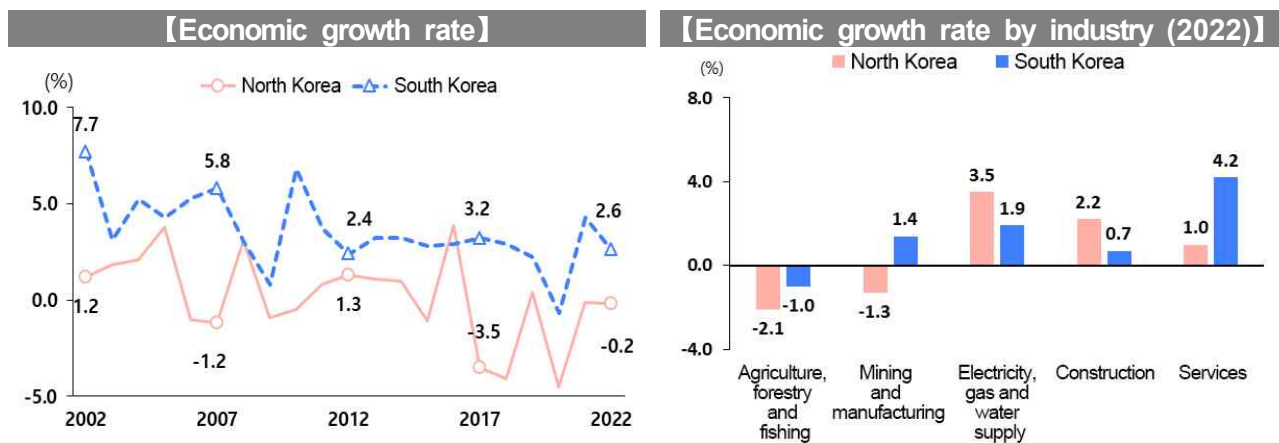 【Economic growth rate】
(%)
North Korea South Korea
10.0
5.0
0.0
-5.0
7.7
5.8
2.4
3.2
2.6
1.2
-1.2
1.3
-3.5
-0.2
2002 2007 2012 2017 2022
【Economic growth rate by industry (2022)】
(%)
North Korea South Korea
8.0
4.0
0.0
-4.0
-2.1
-1.0
-1.3
1.4
3.5
1.9
2.2
0.7
1.0
4.2
Agriculture,
forestry
and
fishing
Mining
and
manufacturing
Electricity,
gas and
water
supply
Construction
Services